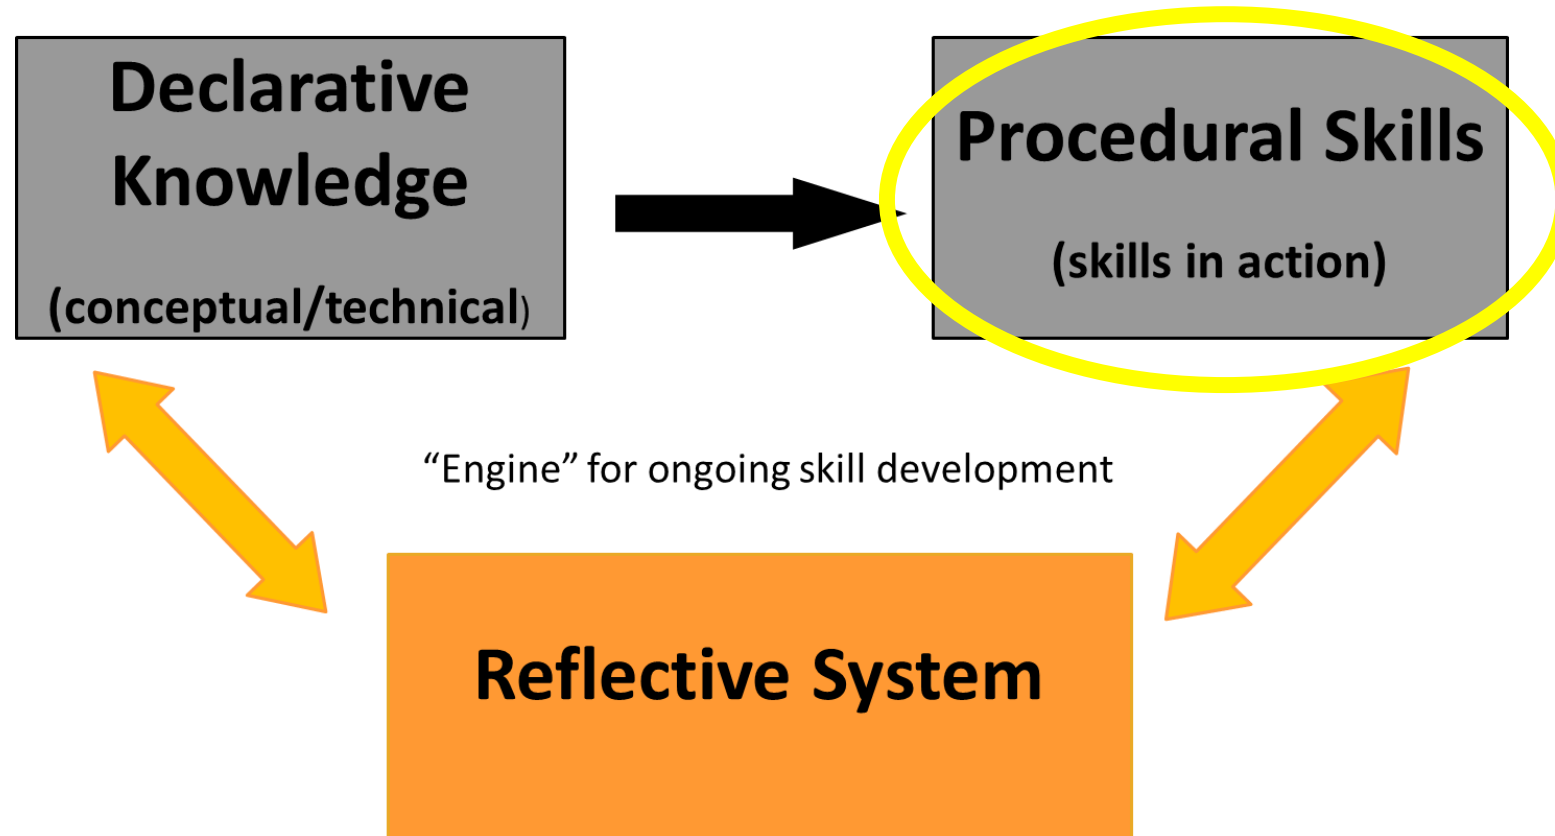 Declarative
Knowledge
(conceptual/technical)
Procedural Skills
(skills in action)
“Engine” for ongoing skill development
Reflective System